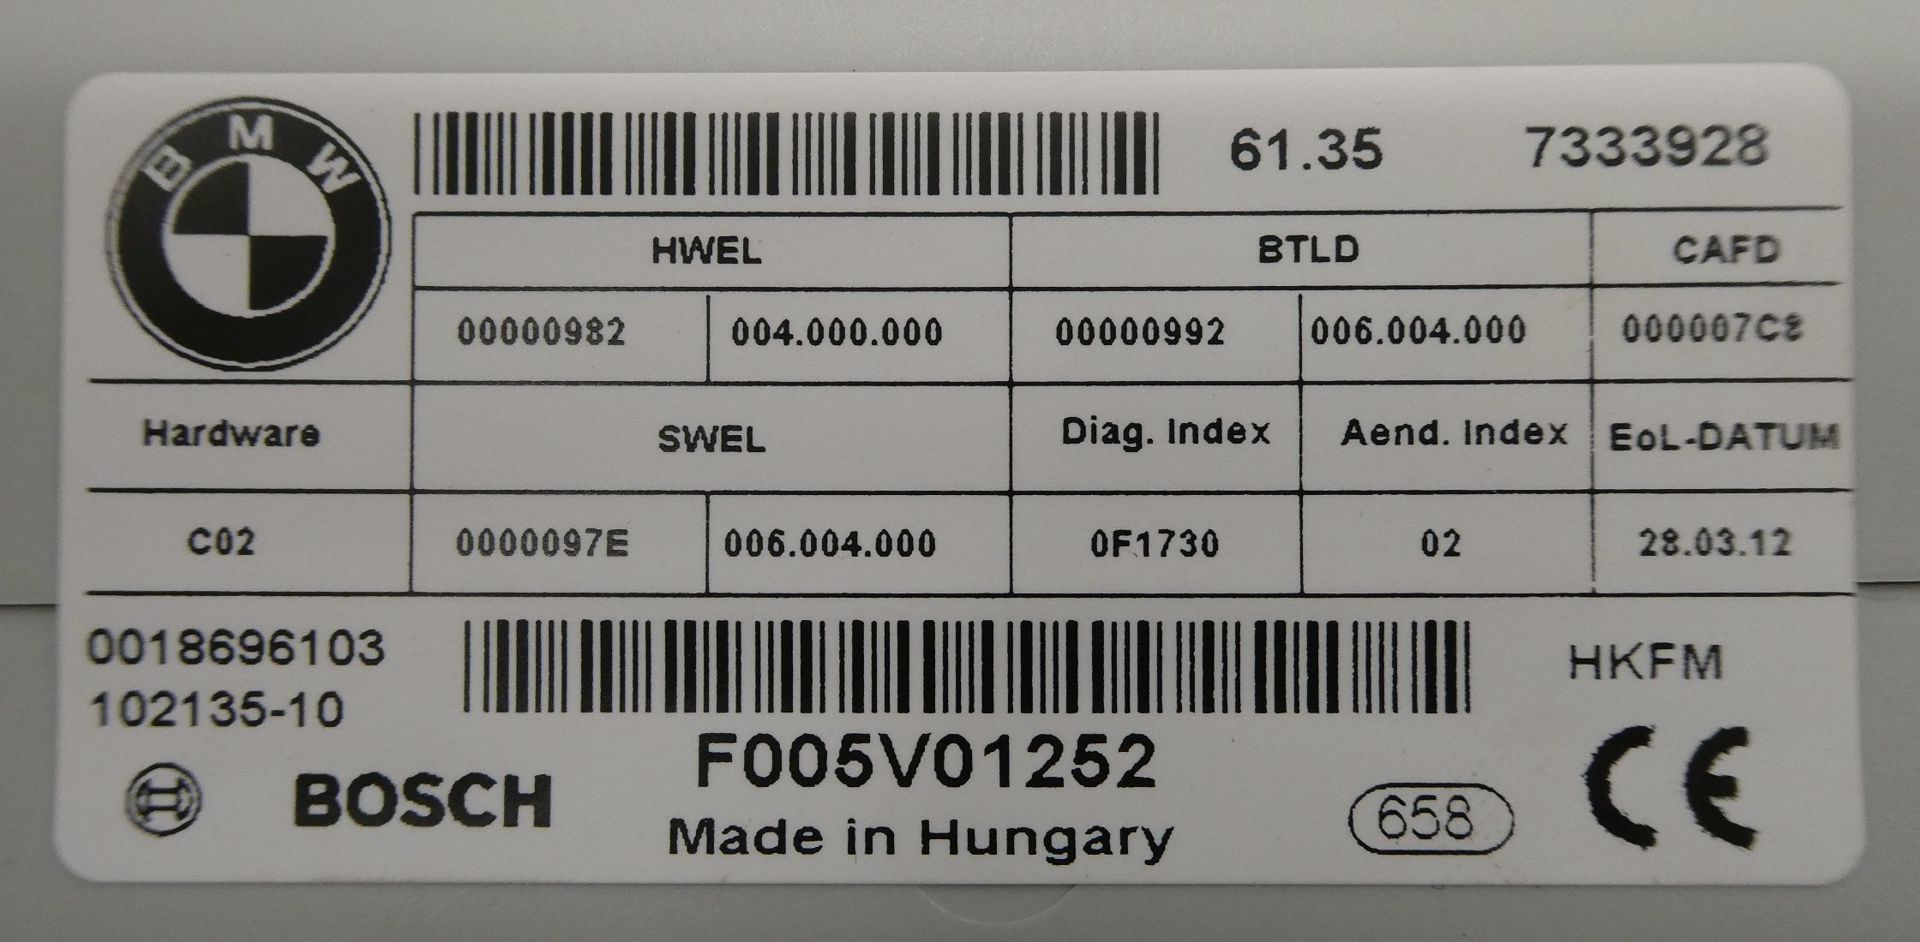 BMW
61.35 7333928
HWEL BTLD CAFD
00000982 004.000.000 00000992 006.004.000 000007C8
Hardware SWEL Diag. Index Aend. Index EoL-DATUM
C02 0000097E 006.004.000 0F1730 02 28.03.12
0018696103 HKFM
102135-10
F005V01252
BOSCH Made in Hungary 658 CE